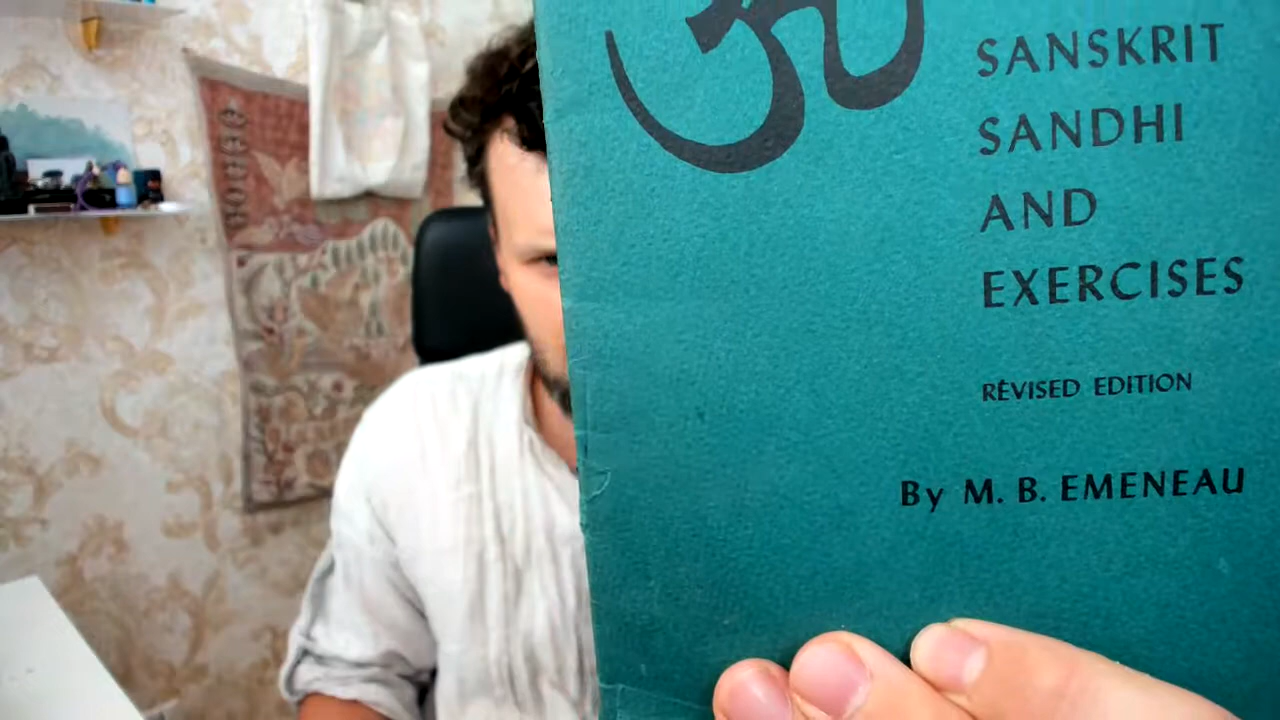 ॐ
SANSKRIT
SANDHI
AND
EXERCISES
REVISED EDITION
By M. B. EMENEAU